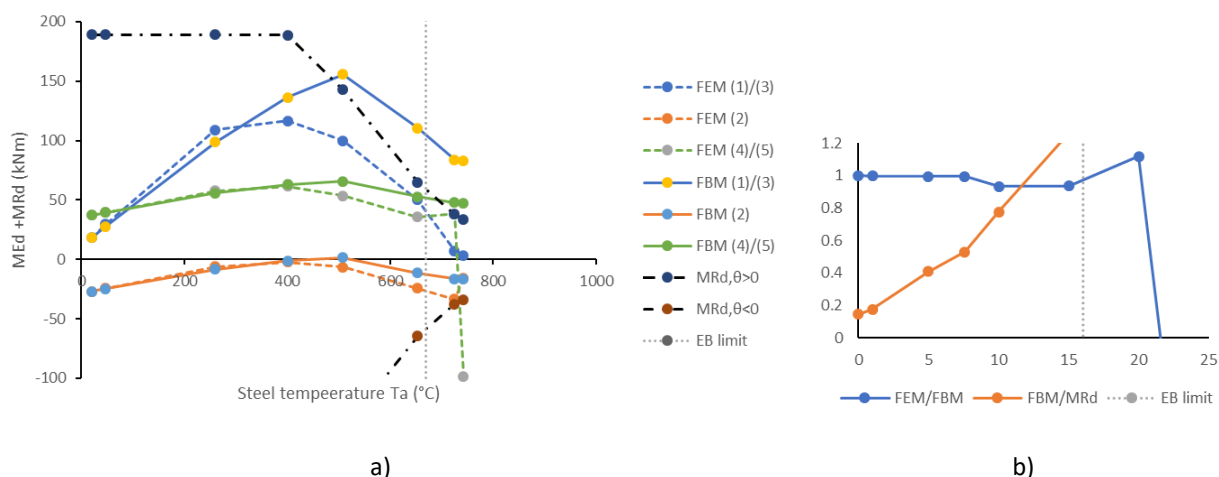 MEd +MRd (kNm)
200
150
100
50
0
-50
-100
0
200
400
600
800
1000
Steel tempeerature Ta (°C)
FEM (1)/(3)
FEM (2)
FEM (4)/(5)
FBM (1)/(3)
FBM (2)
FBM (4)/(5)
MRd,θ>0
MRd,θ<0
EB limit
a)
1.2
1
0.8
0.6
0.4
0.2
0
0 5 10 15 20 25
FEM/FBM FBM/MRd EB limit
b)